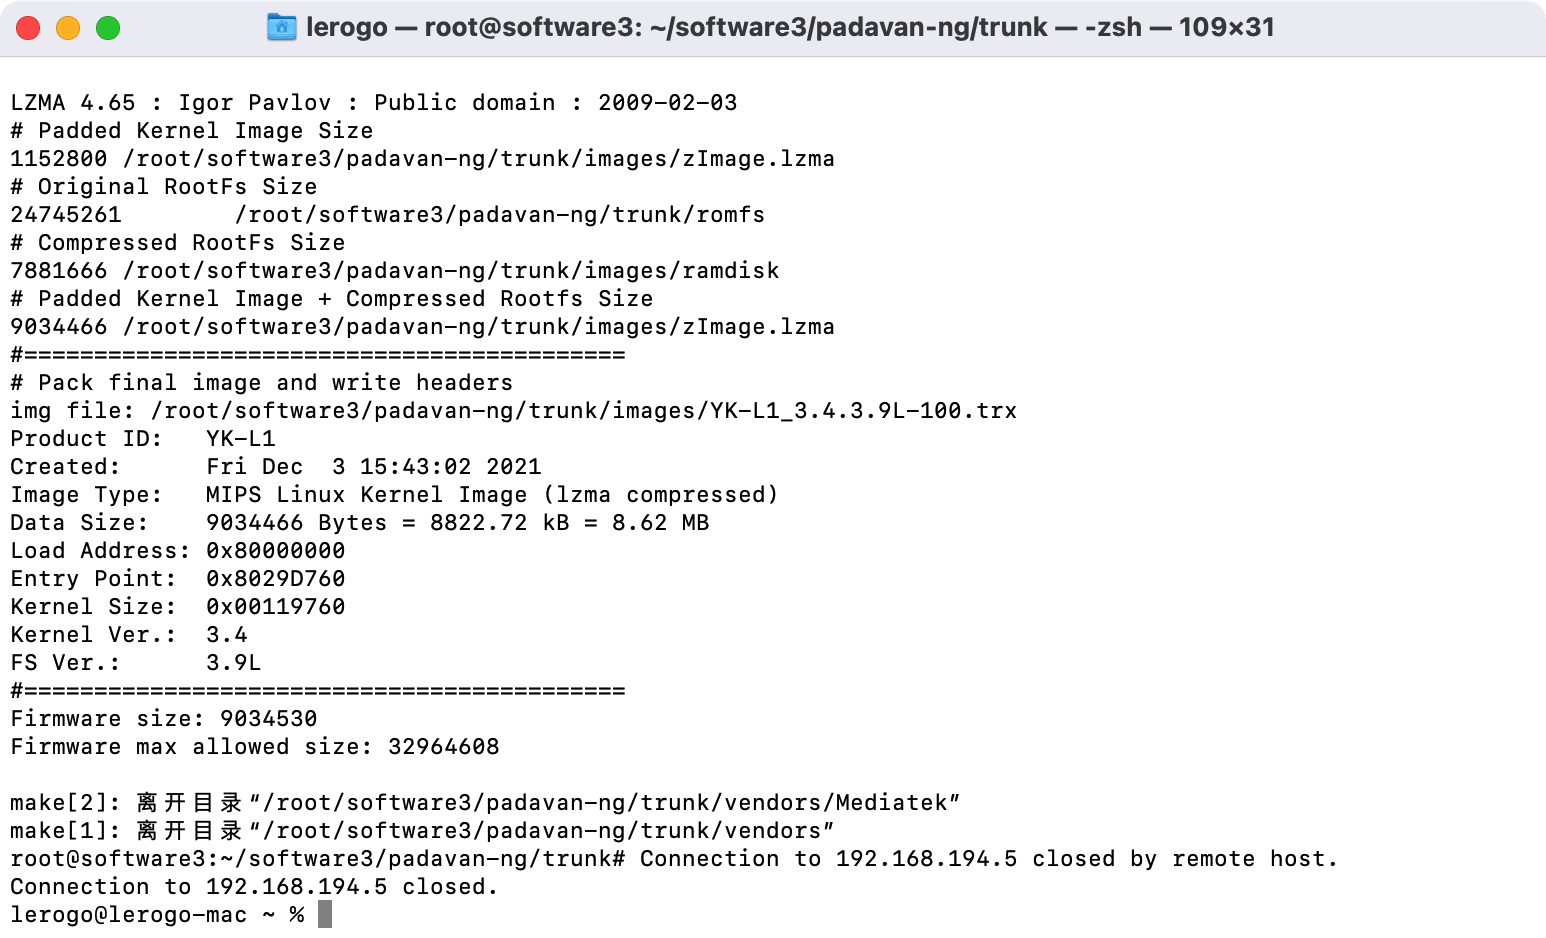 lerogo — root@software3: ~/software3/padavan-ng/trunk — -zsh — 109×31
LZMA 4.65 : Igor Pavlov : Public domain : 2009-02-03
# Padded Kernel Image Size
1152800 /root/software3/padavan-ng/trunk/images/zImage.lzma
# Original RootFs Size
24745261        /root/software3/padavan-ng/trunk/romfs
# Compressed RootFs Size
7881666 /root/software3/padavan-ng/trunk/images/ramdisk
# Padded Kernel Image + Compressed Rootfs Size
9034466 /root/software3/padavan-ng/trunk/images/zImage.lzma
#===========================================
# Pack final image and write headers
img file: /root/software3/padavan-ng/trunk/images/YK-L1_3.4.3.9L-100.trx
Product ID:   YK-L1
Created:      Fri Dec  3 15:43:02 2021
Image Type:   MIPS Linux Kernel Image (lzma compressed)
Data Size:    9034466 Bytes = 8822.72 kB = 8.62 MB
Load Address: 0x80000000
Entry Point:  0x8029D760
Kernel Size:  0x00119760
Kernel Ver.:  3.4
FS Ver.:      3.9L
#===========================================
Firmware size: 9034530
Firmware max allowed size: 32964608
make[2]: 离开目录“/root/software3/padavan-ng/trunk/vendors/Mediatek”
make[1]: 离开目录“/root/software3/padavan-ng/trunk/vendors”
root@software3:~/software3/padavan-ng/trunk# Connection to 192.168.194.5 closed by remote host.
Connection to 192.168.194.5 closed.
lerogo@lerogo-mac ~ %